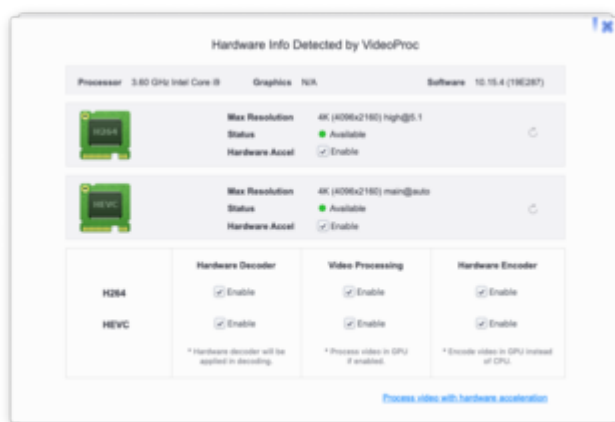 Hardware Info Detected by VideoProc
Processor 3.60 GHz Intel Core i9 Graphics N/A Software 10.15.4 (19E287)
H264
Max Resolution 4K (4096x2160) high@5.1
Status Available
Hardware Accel Enable
HEVC
Max Resolution 4K (4096x2160) main@auto
Status Available
Hardware Accel Enable
Hardware Decoder Video Processing Hardware Encoder
H264 Enable Enable Enable
HEVC Enable Enable Enable
* Hardware decoder will be * Process video in GPU * Encode video in GPU instead
applied in decoding. if enabled. of CPU.
Process video with hardware acceleration